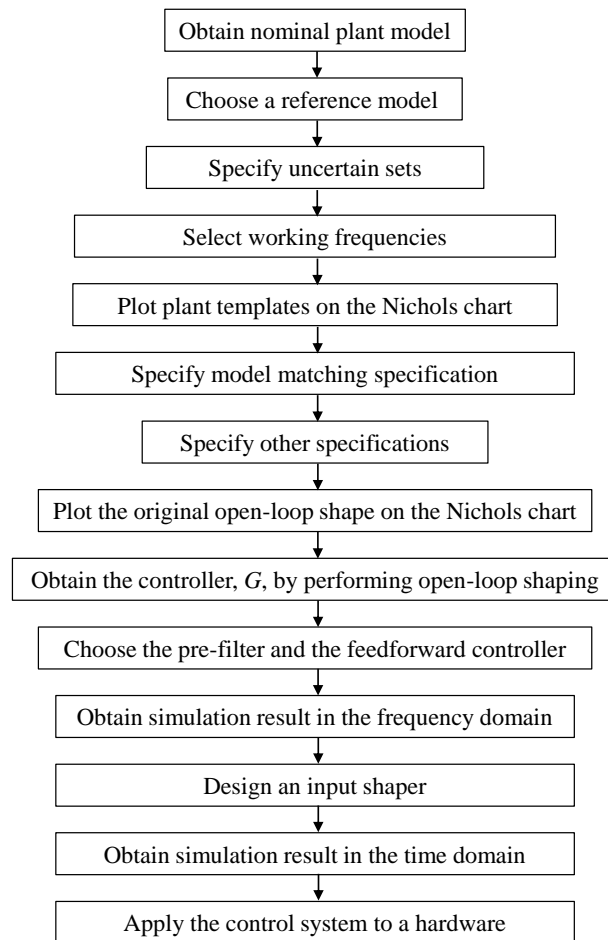 Obtain nominal plant model
Choose a reference model
Specify uncertain sets
Select working frequencies
Plot plant templates on the Nichols chart
Specify model matching specification
Specify other specifications
Plot the original open-loop shape on the Nichols chart
Obtain the controller, G, by performing open-loop shaping
Choose the pre-filter and the feedforward controller
Obtain simulation result in the frequency domain
Design an input shaper
Obtain simulation result in the time domain
Apply the control system to a hardware